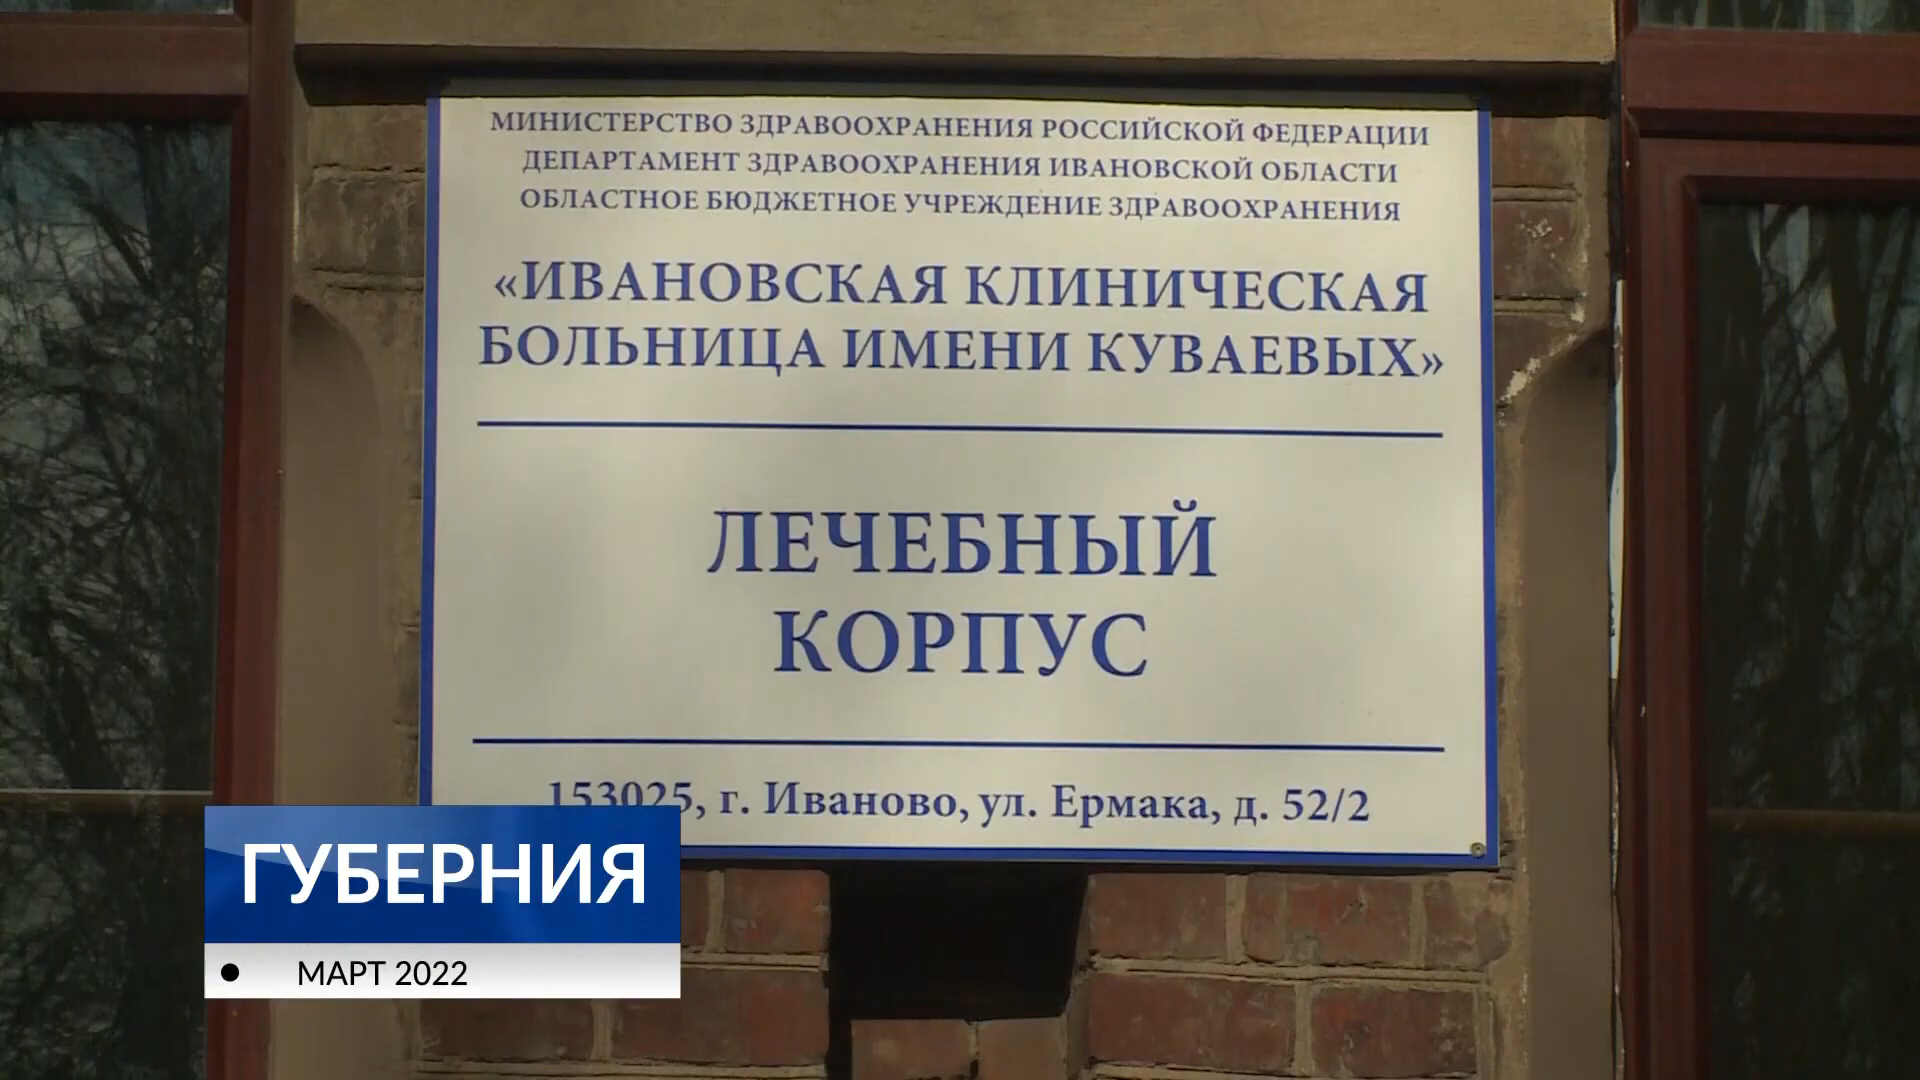 МИНИСТЕРСТВО ЗДРАВООХРАНЕНИЯ РОССИЙСКОЙ ФЕДЕРАЦИИ
ДЕПАРТАМЕНТ ЗДРАВООХРАНЕНИЯ ИВАНОВСКОЙ ОБЛАСТИ
ОБЛАСТНОЕ БЮДЖЕТНОЕ УЧРЕЖДЕНИЕ ЗДРАВООХРАНЕНИЯ
«ИВАНОВСКАЯ КЛИНИЧЕСКАЯ
БОЛЬНИЦА ИМЕНИ КУВАЕВЫХ»
ЛЕЧЕБНЫЙ
КОРПУС
153025, г. Иваново, ул. Ермака, д. 52/2
ГУБЕРНИЯ
• МАРТ 2022